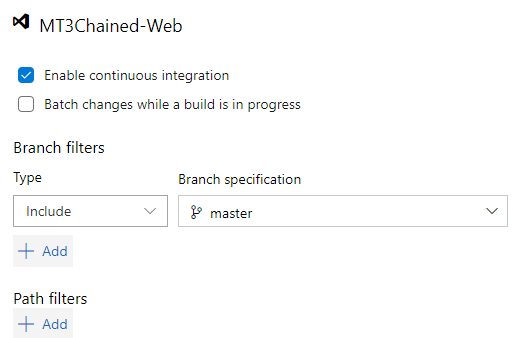 MT3Chained-Web
Enable continuous integration
Batch changes while a build is in progress
Branch filters
Type
Branch specification
Include
master
Add
Path filters
Add